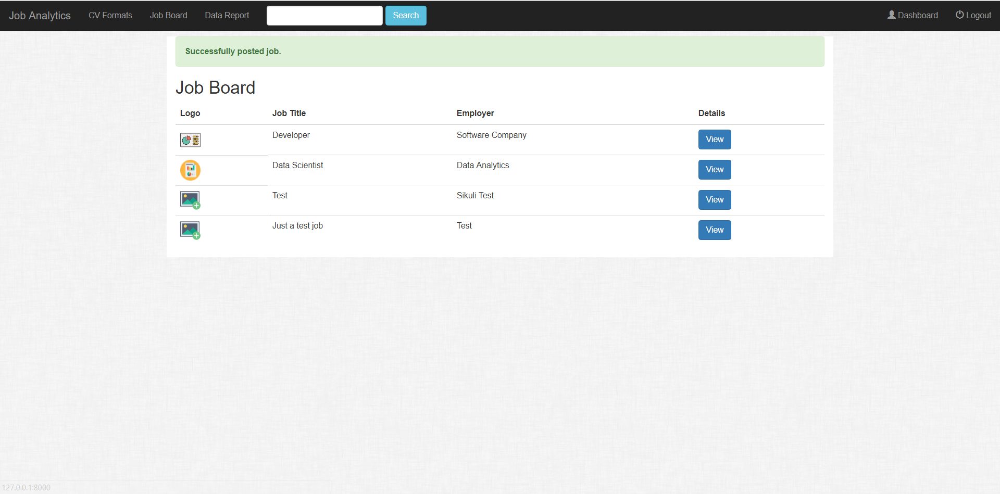 Job Analytics CV Formats Job Board Data Report Search Dashboard Logout
Successfully posted job.
Job Board
Logo Job Title Employer Details
Developer Software Company View
Data Scientist Data Analytics View
Test Sikuli Test View
Just a test job Test View
127.0.0.1:8000